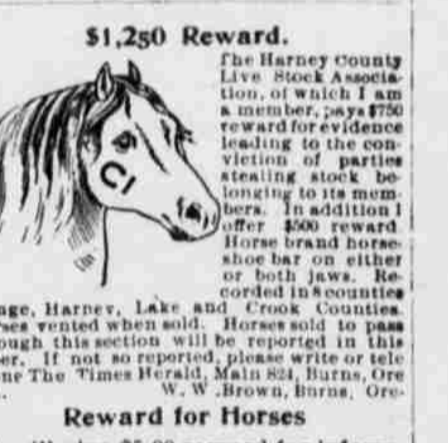 $1,250 Reward.
The Harney County
Live Stock Associa-
tion, of which I am
a member, pays $750
reward for evidence
leading to the con-
viction of parties
stealing stock be-
longing to its mem-
bers. In addition I
offer $500 reward
Horse brand horse-
shoe bar on either
or both jaws. Re-
corded in 8 counties
Harney, Lake and Crook Counties.
vented when sold. Horses sold to pass
this section will be reported in this
If not so reported, please write or tele
The Times Herald, Main 824, Burns, Ore
W. W. Brown, Burns, Ore-
Reward for Horses